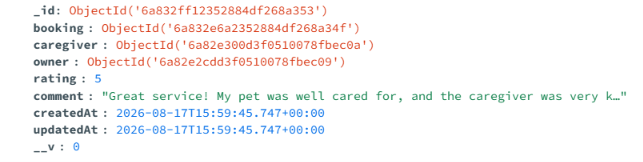 _id: ObjectId('6a832ff12352884df268a353')
booking : ObjectId('6a832e6a2352884df268a34f')
caregiver : ObjectId('6a82e300d3f0510078fbec0a')
owner : ObjectId('6a82e2cdd3f0510078fbec09')
rating : 5
comment : "Great service! My pet was well cared for, and the caregiver was very k…"
createdAt : 2026-08-17T15:59:45.747+00:00
updatedAt : 2026-08-17T15:59:45.747+00:00
__v : 0